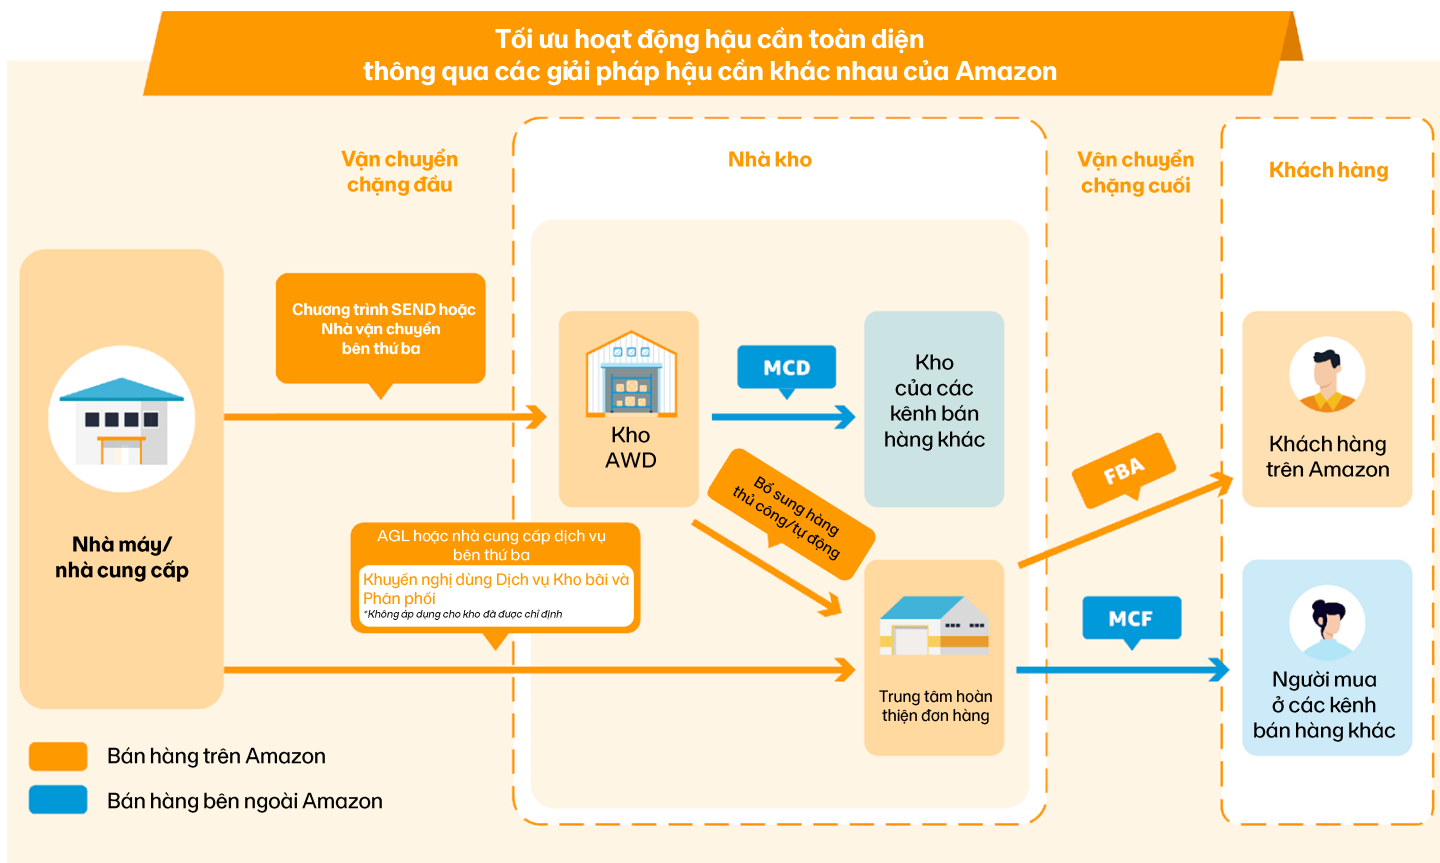 Tối ưu hoạt động hậu cần toàn diện
thông qua các giải pháp hậu cần khác nhau của Amazon
Vận chuyển
chặng đầu
Nhà kho
Vận chuyển
chặng cuối
Khách hàng
Nhà máy/
nhà cung cấp
Chương trình SEND hoặc
Nhà vận chuyển
bên thứ ba
Kho
AWD
MCD
Kho
của các
kênh bán
hàng khác
Bổ sung hàng
thủ công/tự động
AGL hoặc nhà cung cấp dịch vụ
bên thứ ba
Khuyến nghị dùng Dịch vụ Kho bãi và
Phân phối
*Không áp dụng cho kho đã được chỉ định
Trung tâm hoàn
thiện đơn hàng
FBA
MCF
Khách hàng
trên Amazon
Người mua
ở các kênh
bán hàng khác
Bán hàng trên Amazon
Bán hàng bên ngoài Amazon